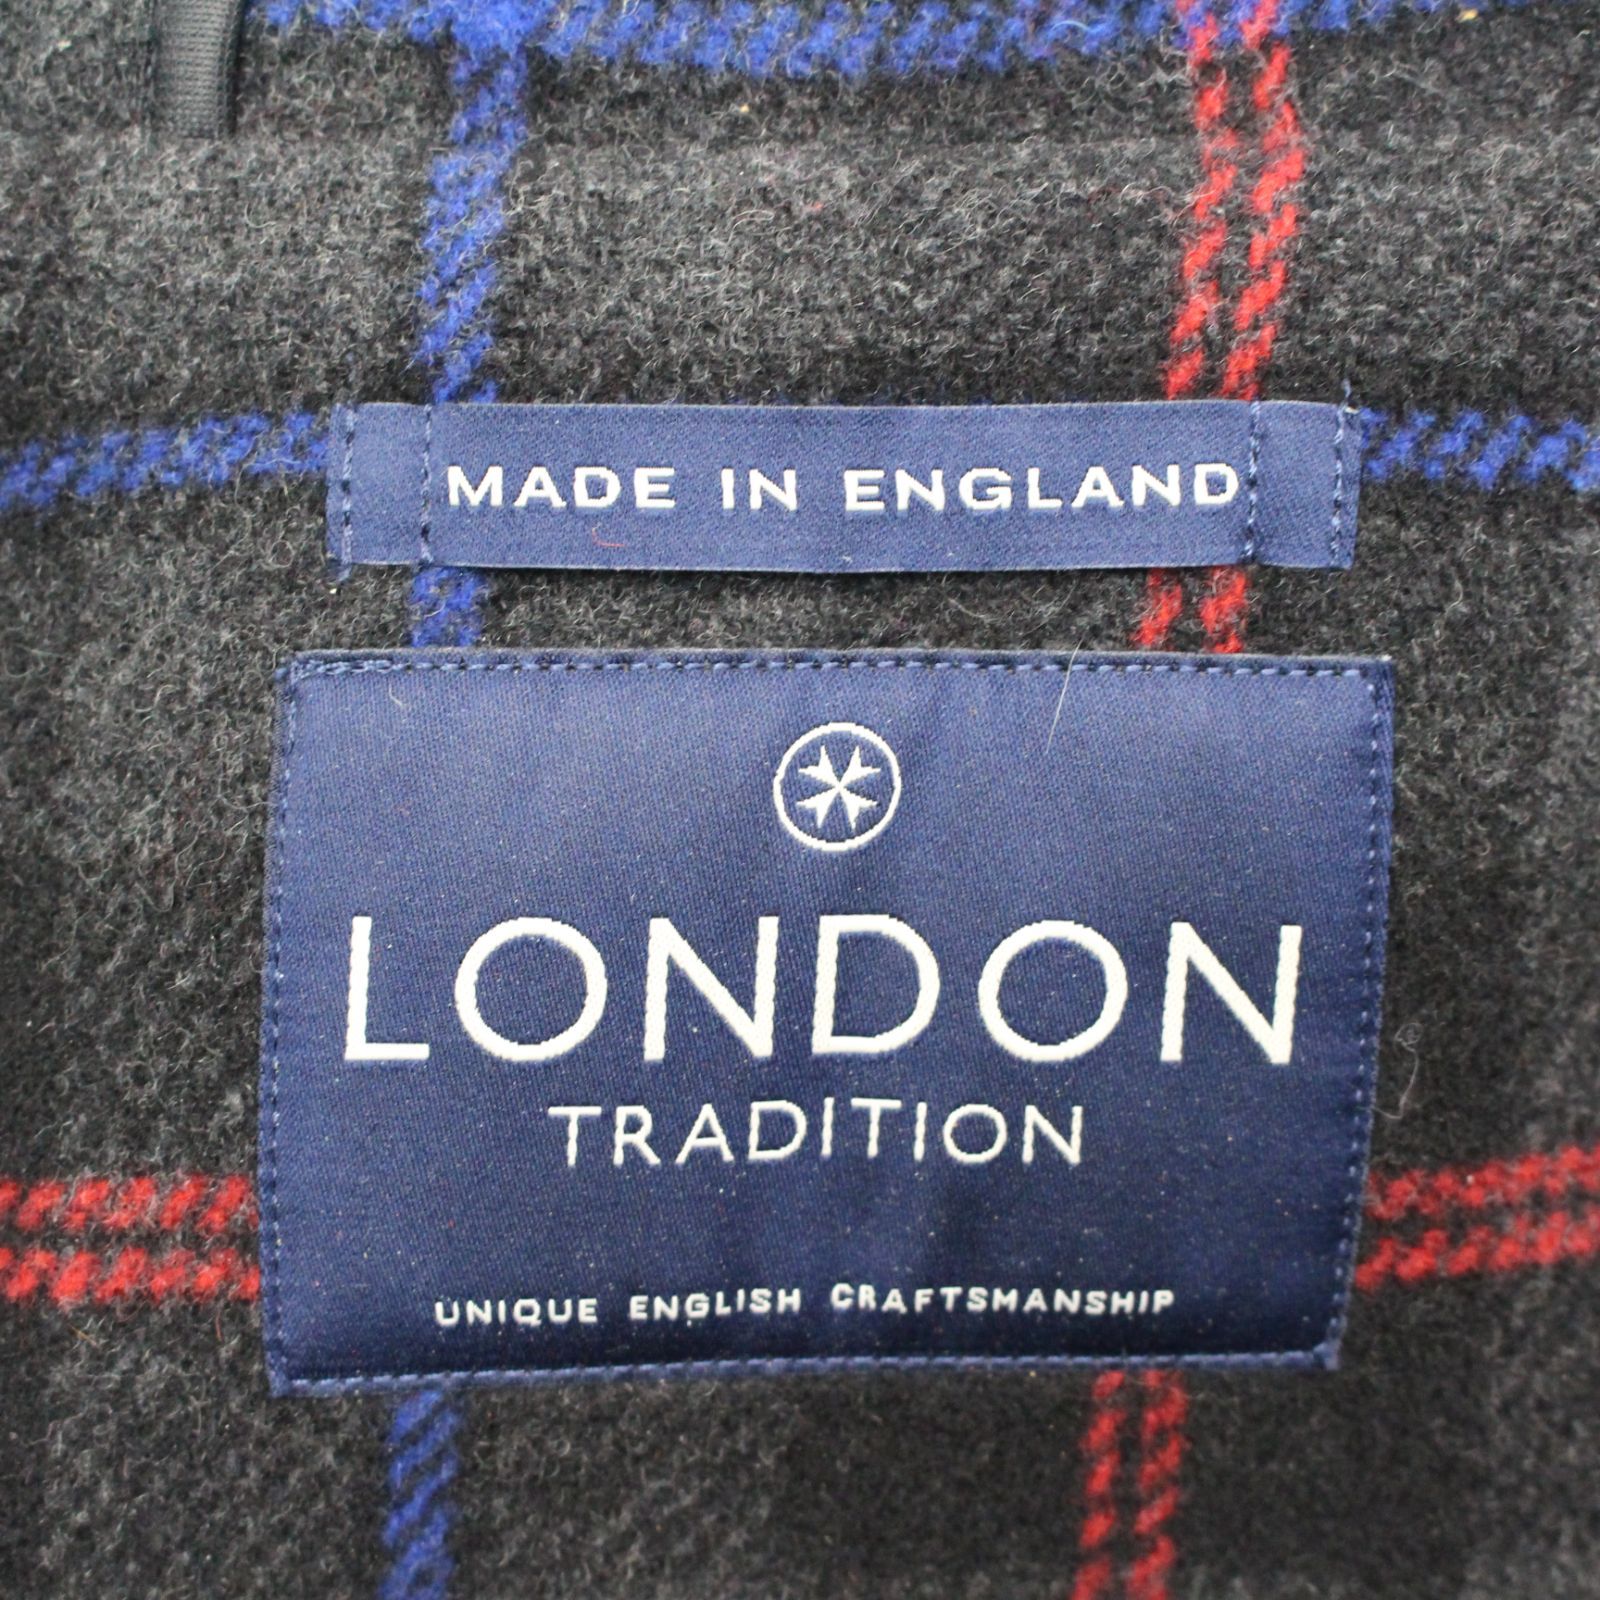 MADE IN ENGLAND
LONDON
TRADITION
UNIQUE ENGLISH CRAFTSMANSHIP